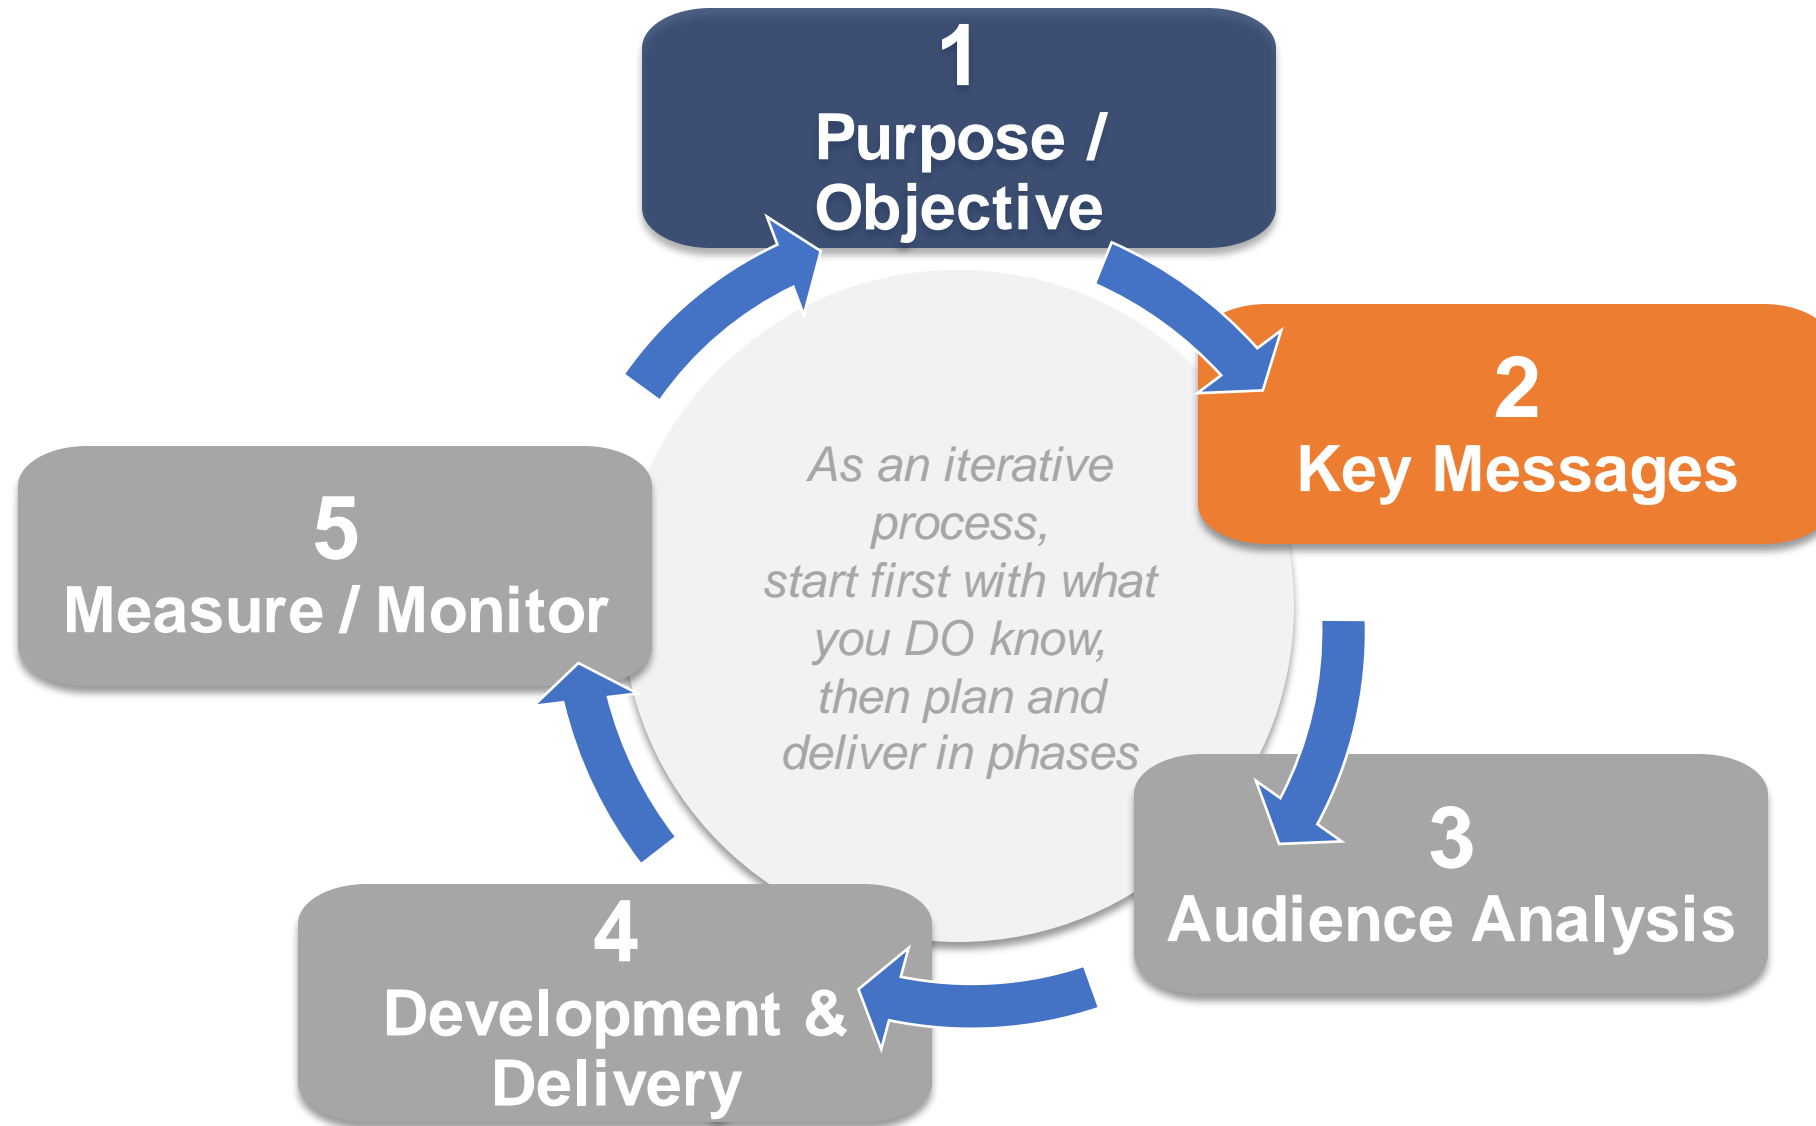 1
Purpose /
Objective
2
Key Messages
3
Audience Analysis
4
Development &
Delivery
5
Measure / Monitor
As an iterative
process,
start first with what
you DO know,
then plan and
deliver in phases